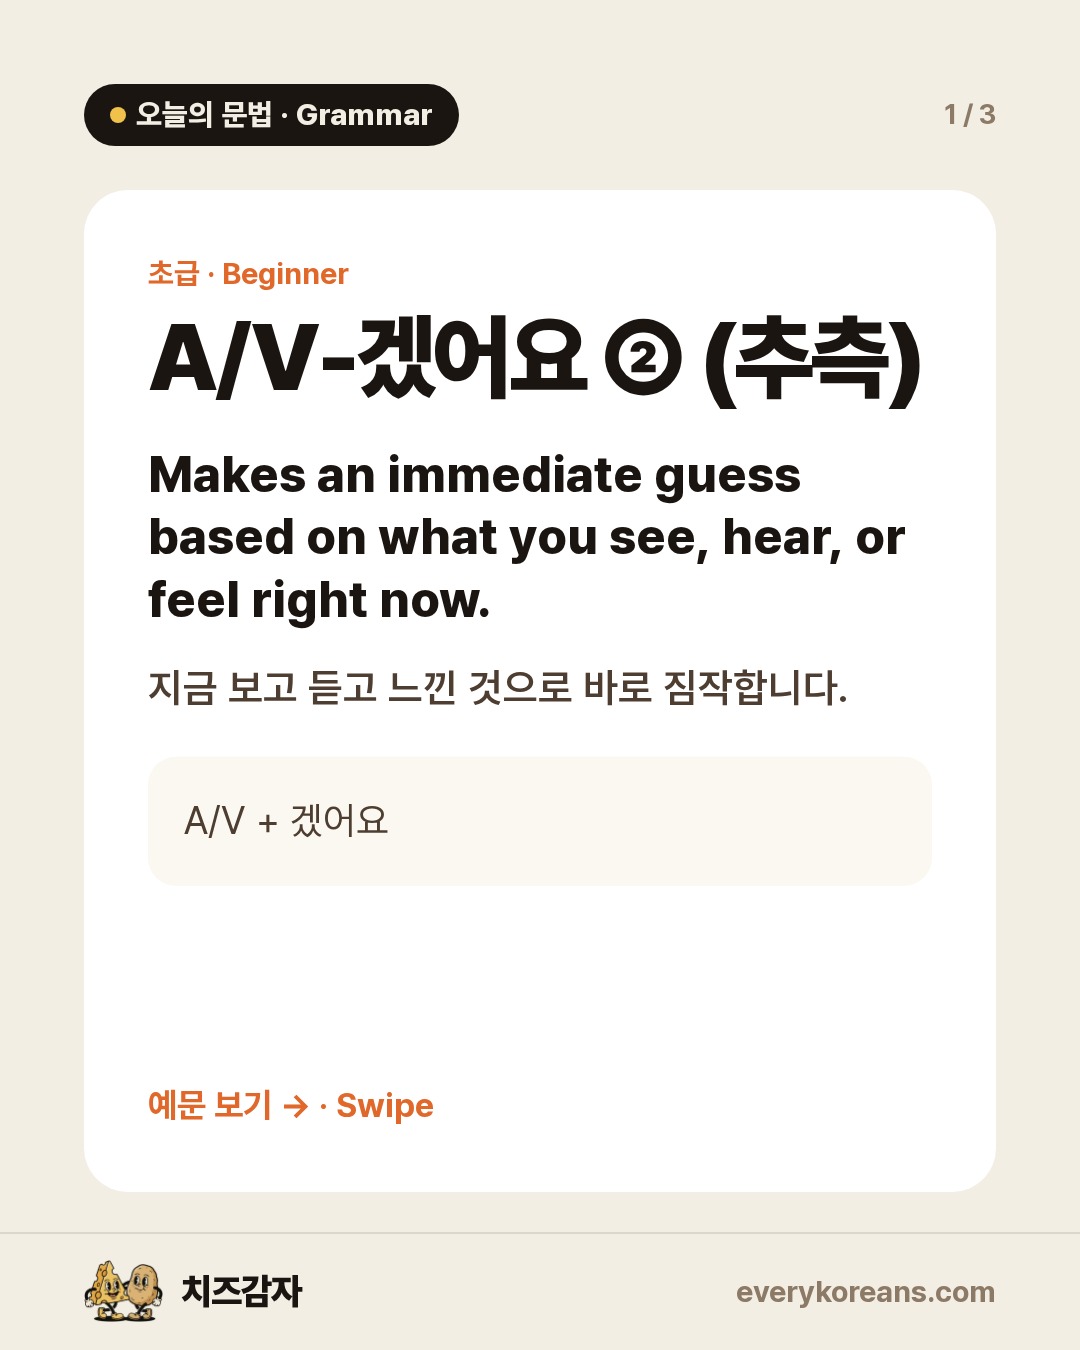 오늘의 문법 · Grammar
1 / 3
초급 · Beginner
A/V-겠어요 ② (추측)
Makes an immediate guess
based on what you see, hear, or
feel right now.
지금 보고 듣고 느낀 것으로 바로 짐작합니다.
A/V + 겠어요
예문 보기 → · Swipe
치즈감자
everykoreans.com